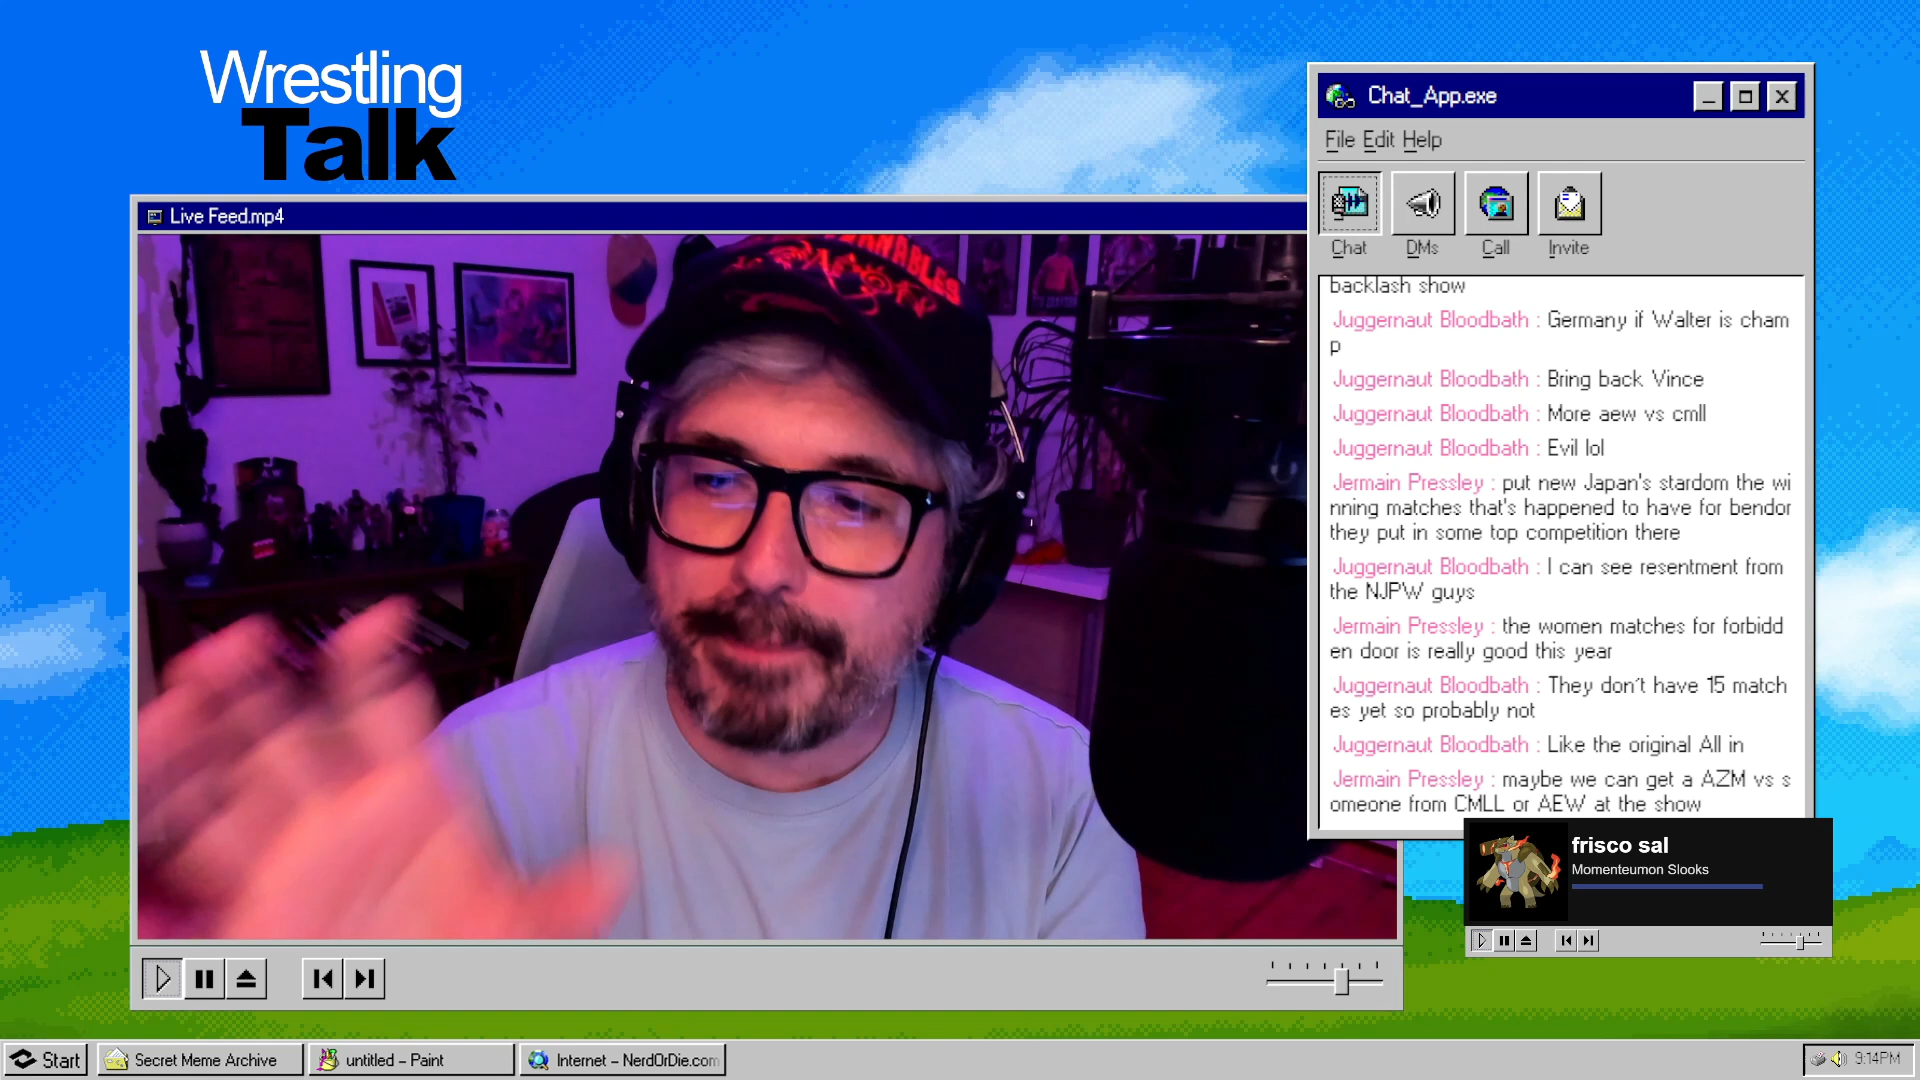 Wrestling
Talk
Live Feed.mp4
Chat_App.exe
File Edit Help
Chat DMs Call Invite
backlash show
Juggernaut Bloodbath : Germany if Walter is cham
p
Juggernaut Bloodbath : Bring back Vince
Juggernaut Bloodbath : More aew vs cmll
Juggernaut Bloodbath : Evil lol
Jermain Pressley : put new Japan's stardom the wi
nning matches that's happened to have for bendor
they put in some top competition there
Juggernaut Bloodbath : I can see resentment from
the NJPW guys
Jermain Pressley : the women matches for forbidd
en door is really good this year
Juggernaut Bloodbath : They don't have 15 match
es yet so probably not
Juggernaut Bloodbath : Like the original All in
Jermain Pressley : maybe we can get a AZM vs s
omeone from CMLL or AEW at the show
frisco sal
Momenteumon Slooks
Start
Secret Meme Archive
untitled – Paint
Internet – NerdOrDie.com
9:14PM